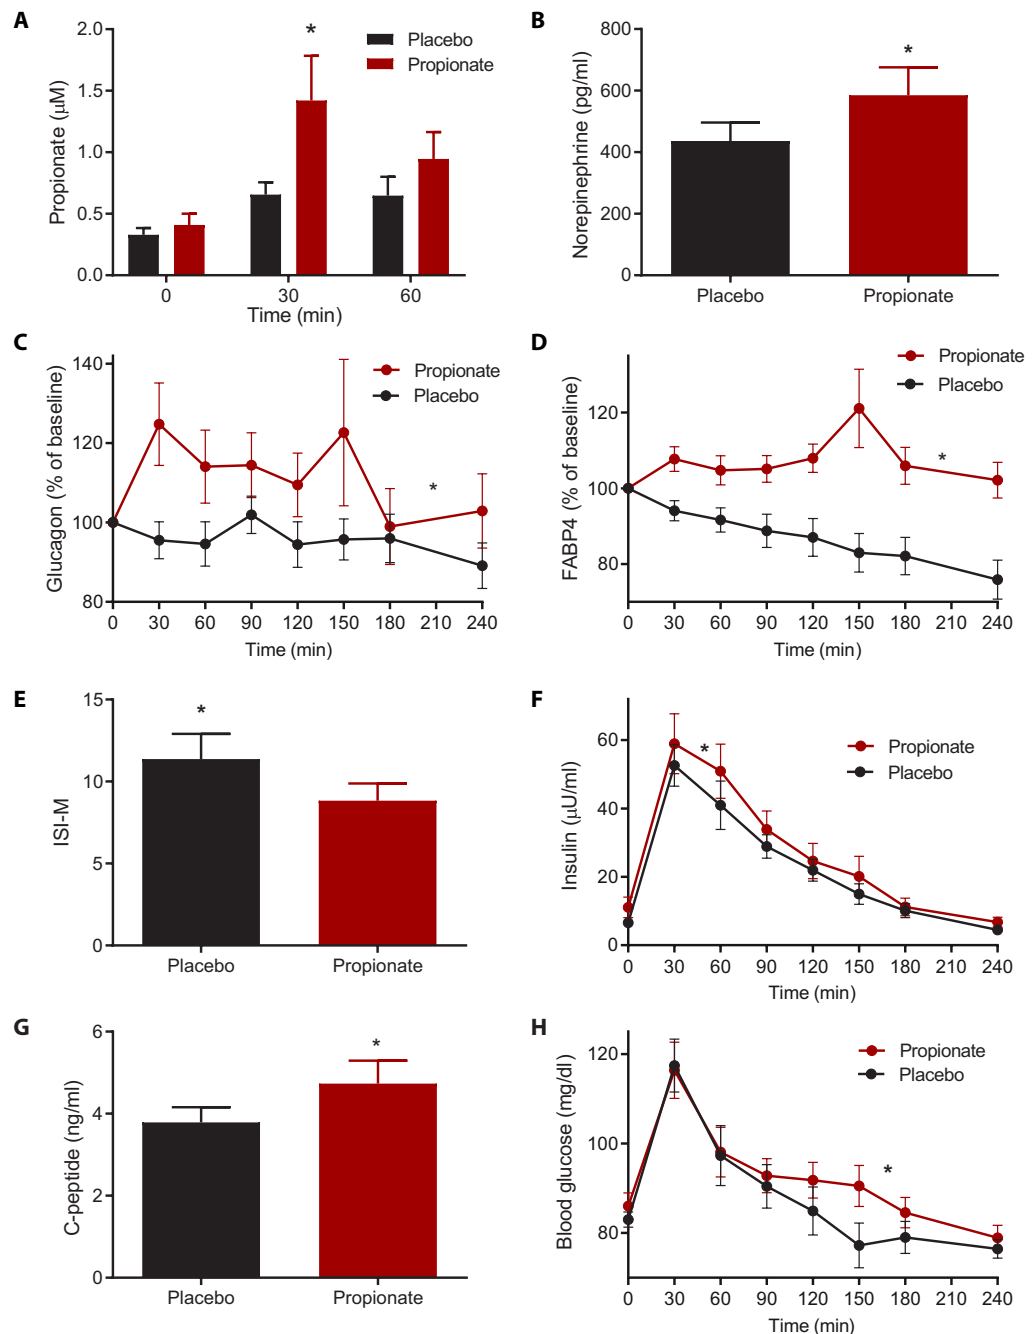 A
Propionate (μM)
2.0
1.5
1.0
0.5
0.0
*
Placebo
Propionate
0 30 60
Time (min)
B
Norepinephrine (pg/ml)
800
600
400
200
0
*
Placebo Propionate
C
Glucagon (% of baseline)
140
120
100
80
Propionate
Placebo
*
0 30 60 90 120 150 180 210 240
Time (min)
D
FABP4 (% of baseline)
120
100
80
Propionate
Placebo
*
0 30 60 90 120 150 180 210 240
Time (min)
E
ISI-M
15
10
5
0
*
Placebo Propionate
F
Insulin (μU/ml)
60
40
20
0
*
Propionate
Placebo
0 30 60 90 120 150 180 210 240
Time (min)
G
C-peptide (ng/ml)
6
4
2
0
*
Placebo Propionate
H
Blood glucose (mg/dl)
120
100
80
Propionate
Placebo
*
0 30 60 90 120 150 180 210 240
Time (min)